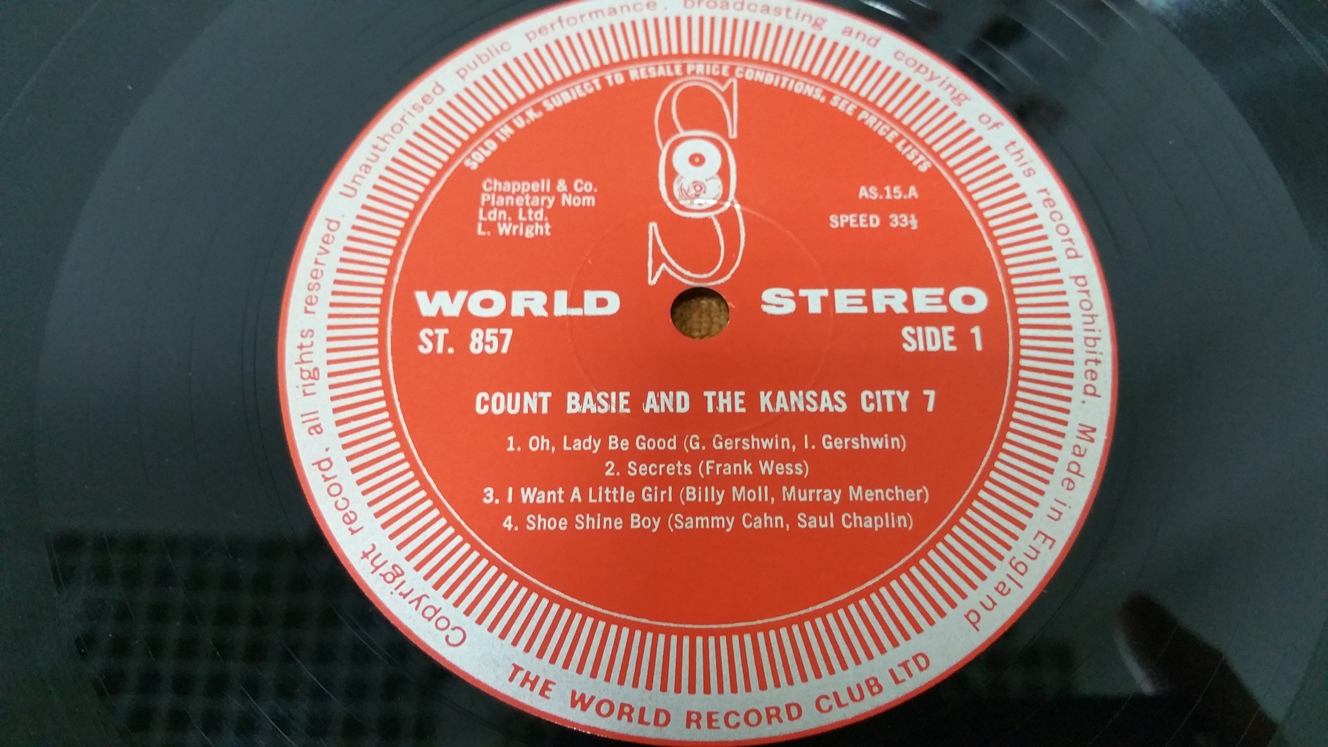 Copyright record. all rights reserved. Unauthorised public performance. broadcasting and copying of this record prohibited. Made in England
SOLD IN U.K. SUBJECT TO RESALE PRICE CONDITIONS, SEE PRICE LISTS
S
8
Chappell & Co.
Planetary Nom
Ldn. Ltd.
L. Wright
AS.15.A
SPEED 33⅓
WORLD STEREO
ST. 857 SIDE 1
COUNT BASIE AND THE KANSAS CITY 7
1. Oh, Lady Be Good (G. Gershwin, I. Gershwin)
2. Secrets (Frank Wess)
3. I Want A Little Girl (Billy Moll, Murray Mencher)
4. Shoe Shine Boy (Sammy Cahn, Saul Chaplin)
THE WORLD RECORD CLUB LTD